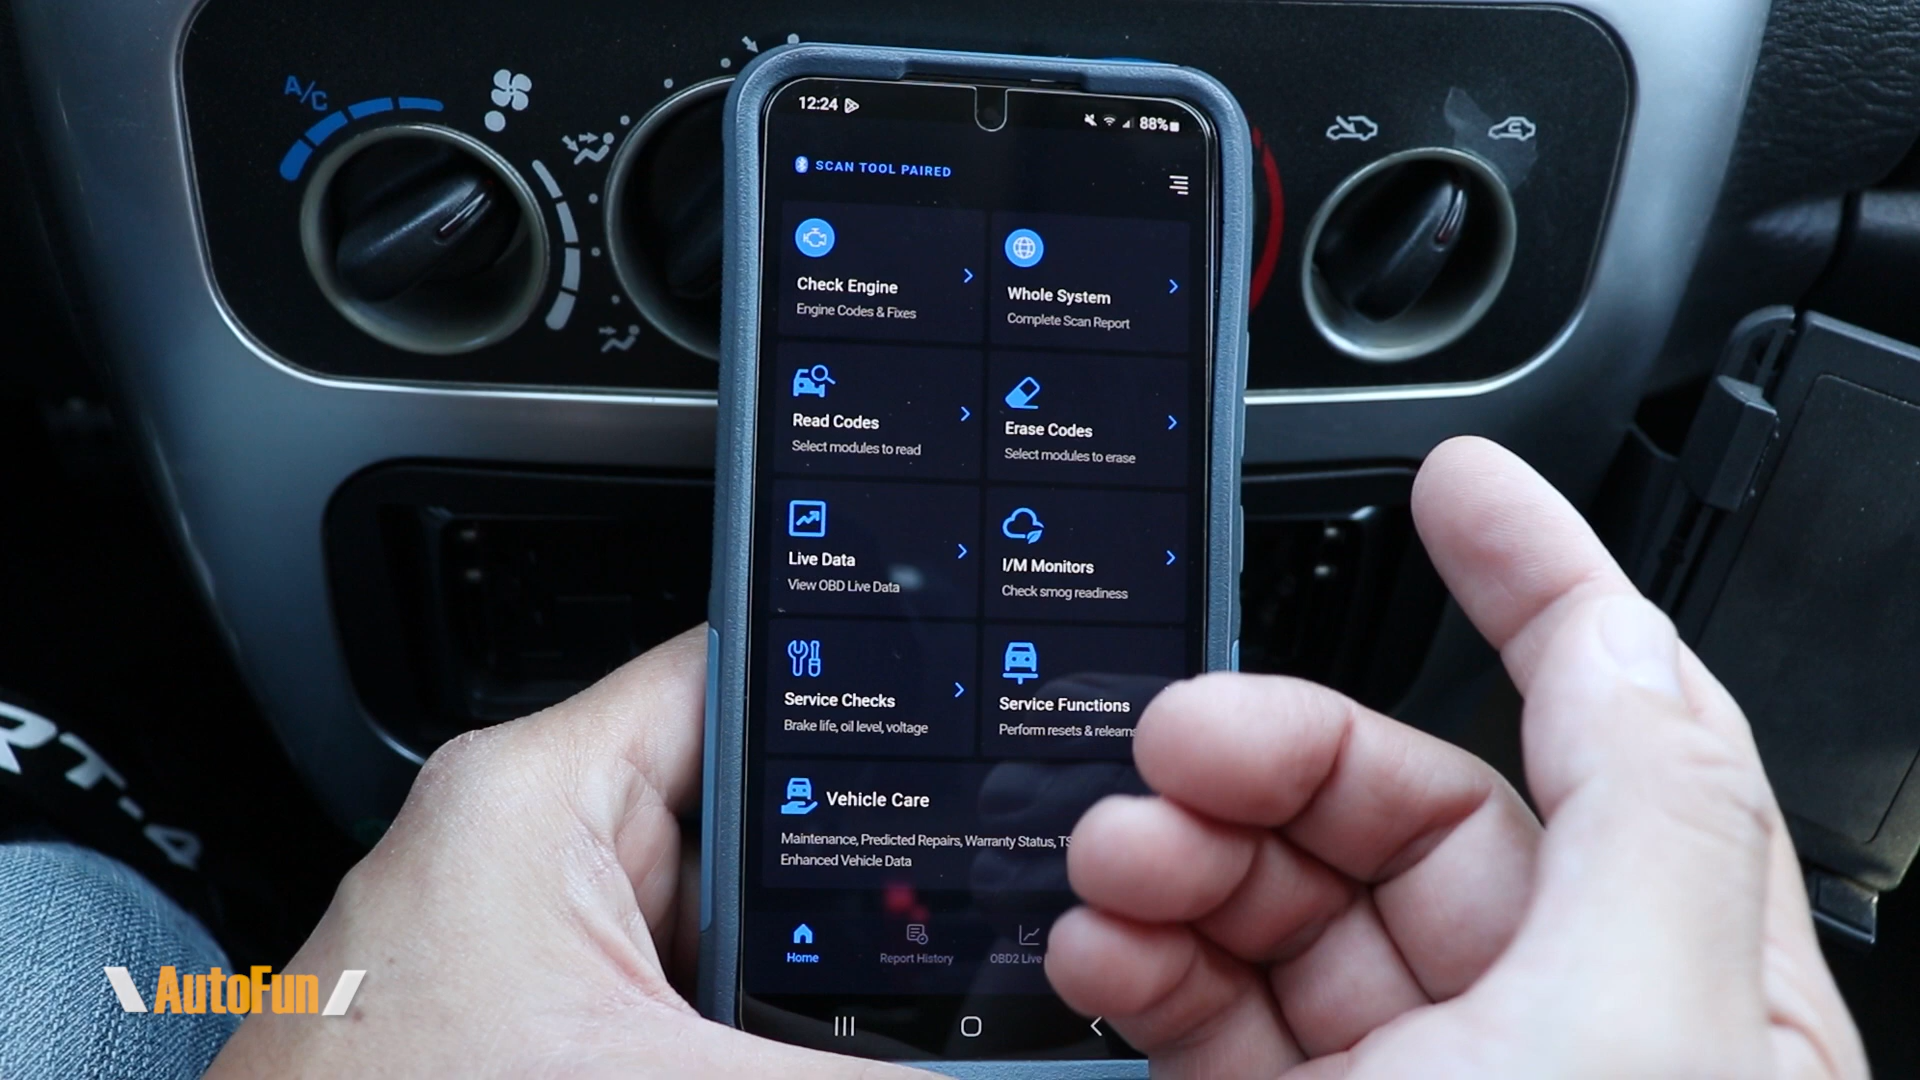 A/C
12:24
88%
SCAN TOOL PAIRED
Check Engine
Engine Codes & Fixes
Whole System
Complete Scan Report
Read Codes
Select modules to read
Erase Codes
Select modules to erase
Live Data
View OBD Live Data
I/M Monitors
Check smog readiness
Service Checks
Brake life, oil level, voltage
Service Functions
Perform resets & relearns
Vehicle Care
Maintenance, Predicted Repairs, Warranty Status,
Enhanced Vehicle Data
Home
Report History
OBD2 Live
RT-4
AutoFun